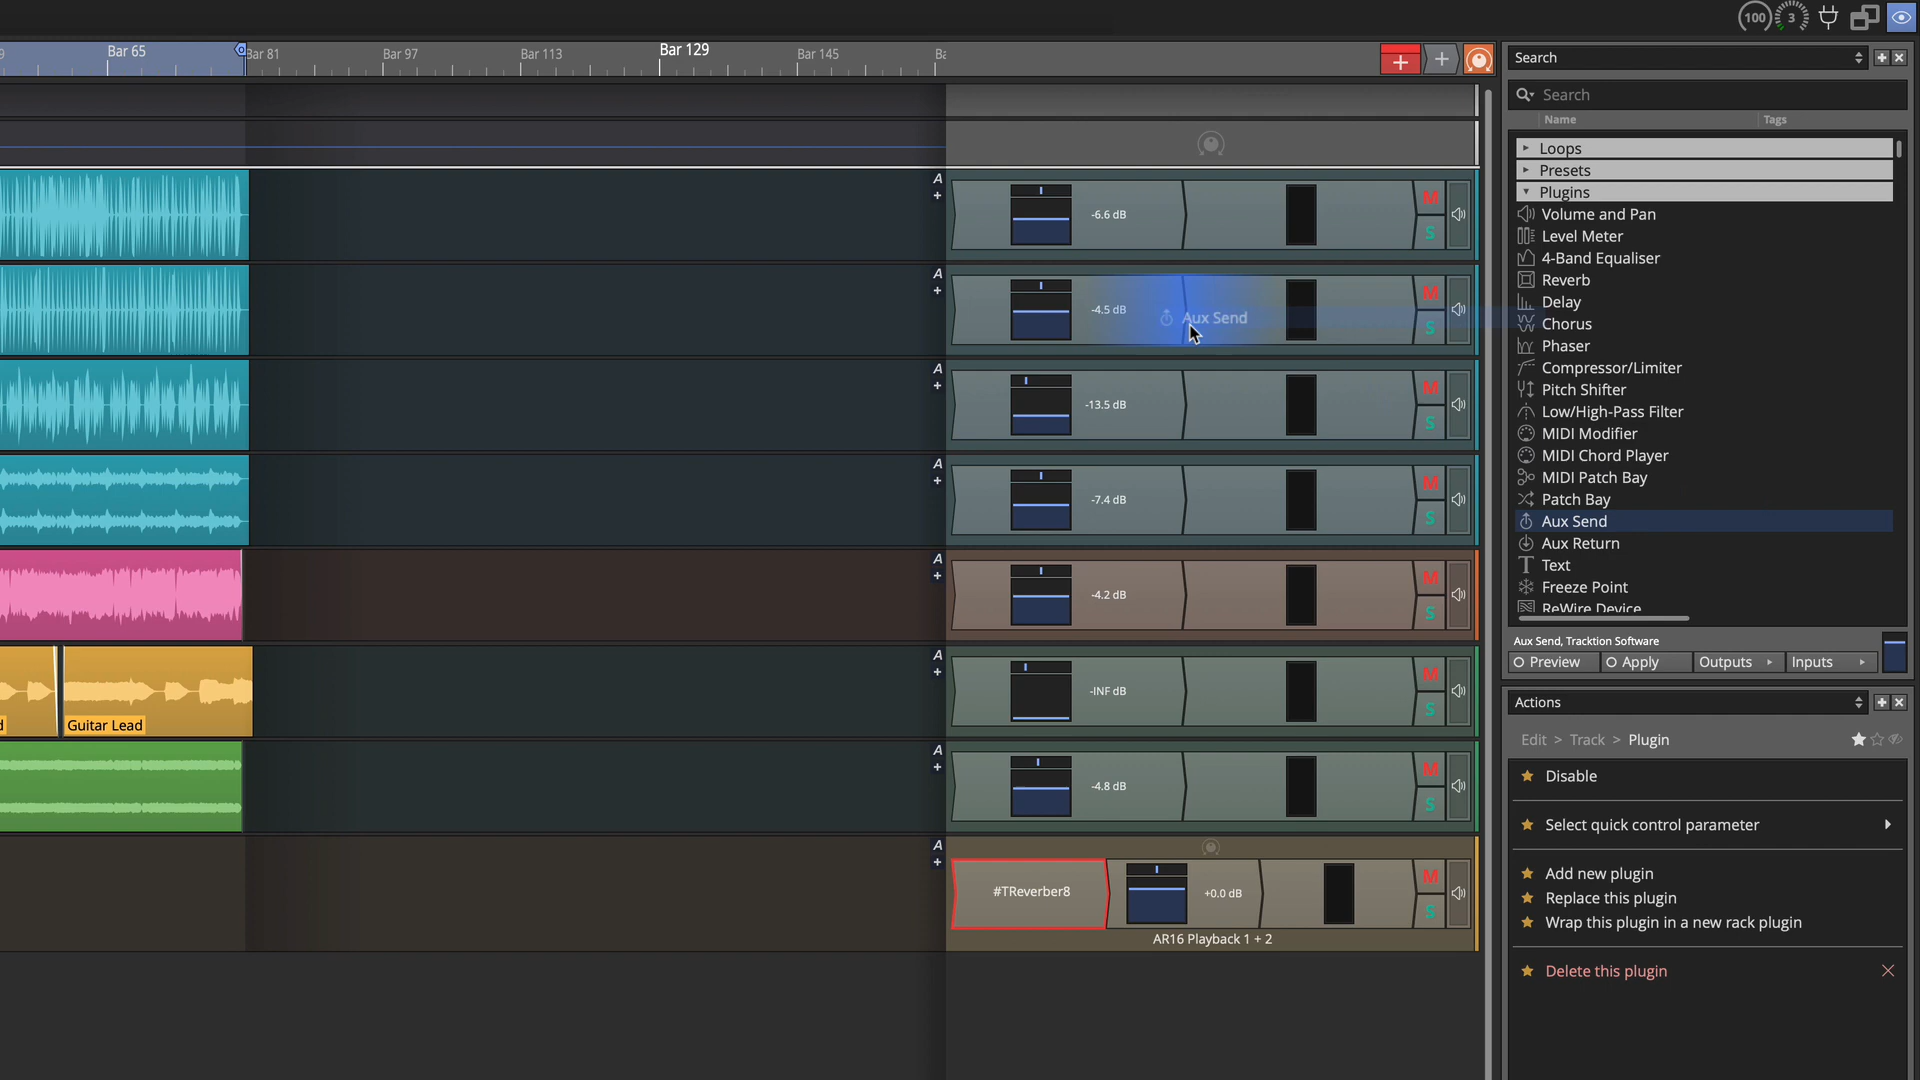 100
3
Bar 65
Bar 81
Bar 97
Bar 113
Bar 129
Bar 145
Search
Search
Name
Tags
Loops
Presets
Plugins
Volume and Pan
Level Meter
4-Band Equaliser
Reverb
Delay
Chorus
Phaser
Compressor/Limiter
Pitch Shifter
Low/High-Pass Filter
MIDI Modifier
MIDI Chord Player
MIDI Patch Bay
Patch Bay
Aux Send
Aux Return
Text
Freeze Point
ReWire Device
Aux Send, Tracktion Software
Preview
Apply
Outputs
Inputs
Actions
Edit > Track > Plugin
Disable
Select quick control parameter
Add new plugin
Replace this plugin
Wrap this plugin in a new rack plugin
Delete this plugin
A
-6.6 dB
M
S
A
-4.5 dB
Aux Send
M
S
A
-13.5 dB
M
S
A
-7.4 dB
M
S
A
-4.2 dB
M
S
A
-INF dB
M
S
Guitar Lead
A
-4.8 dB
M
S
A
#TReverber8
+0.0 dB
M
S
AR16 Playback 1 + 2